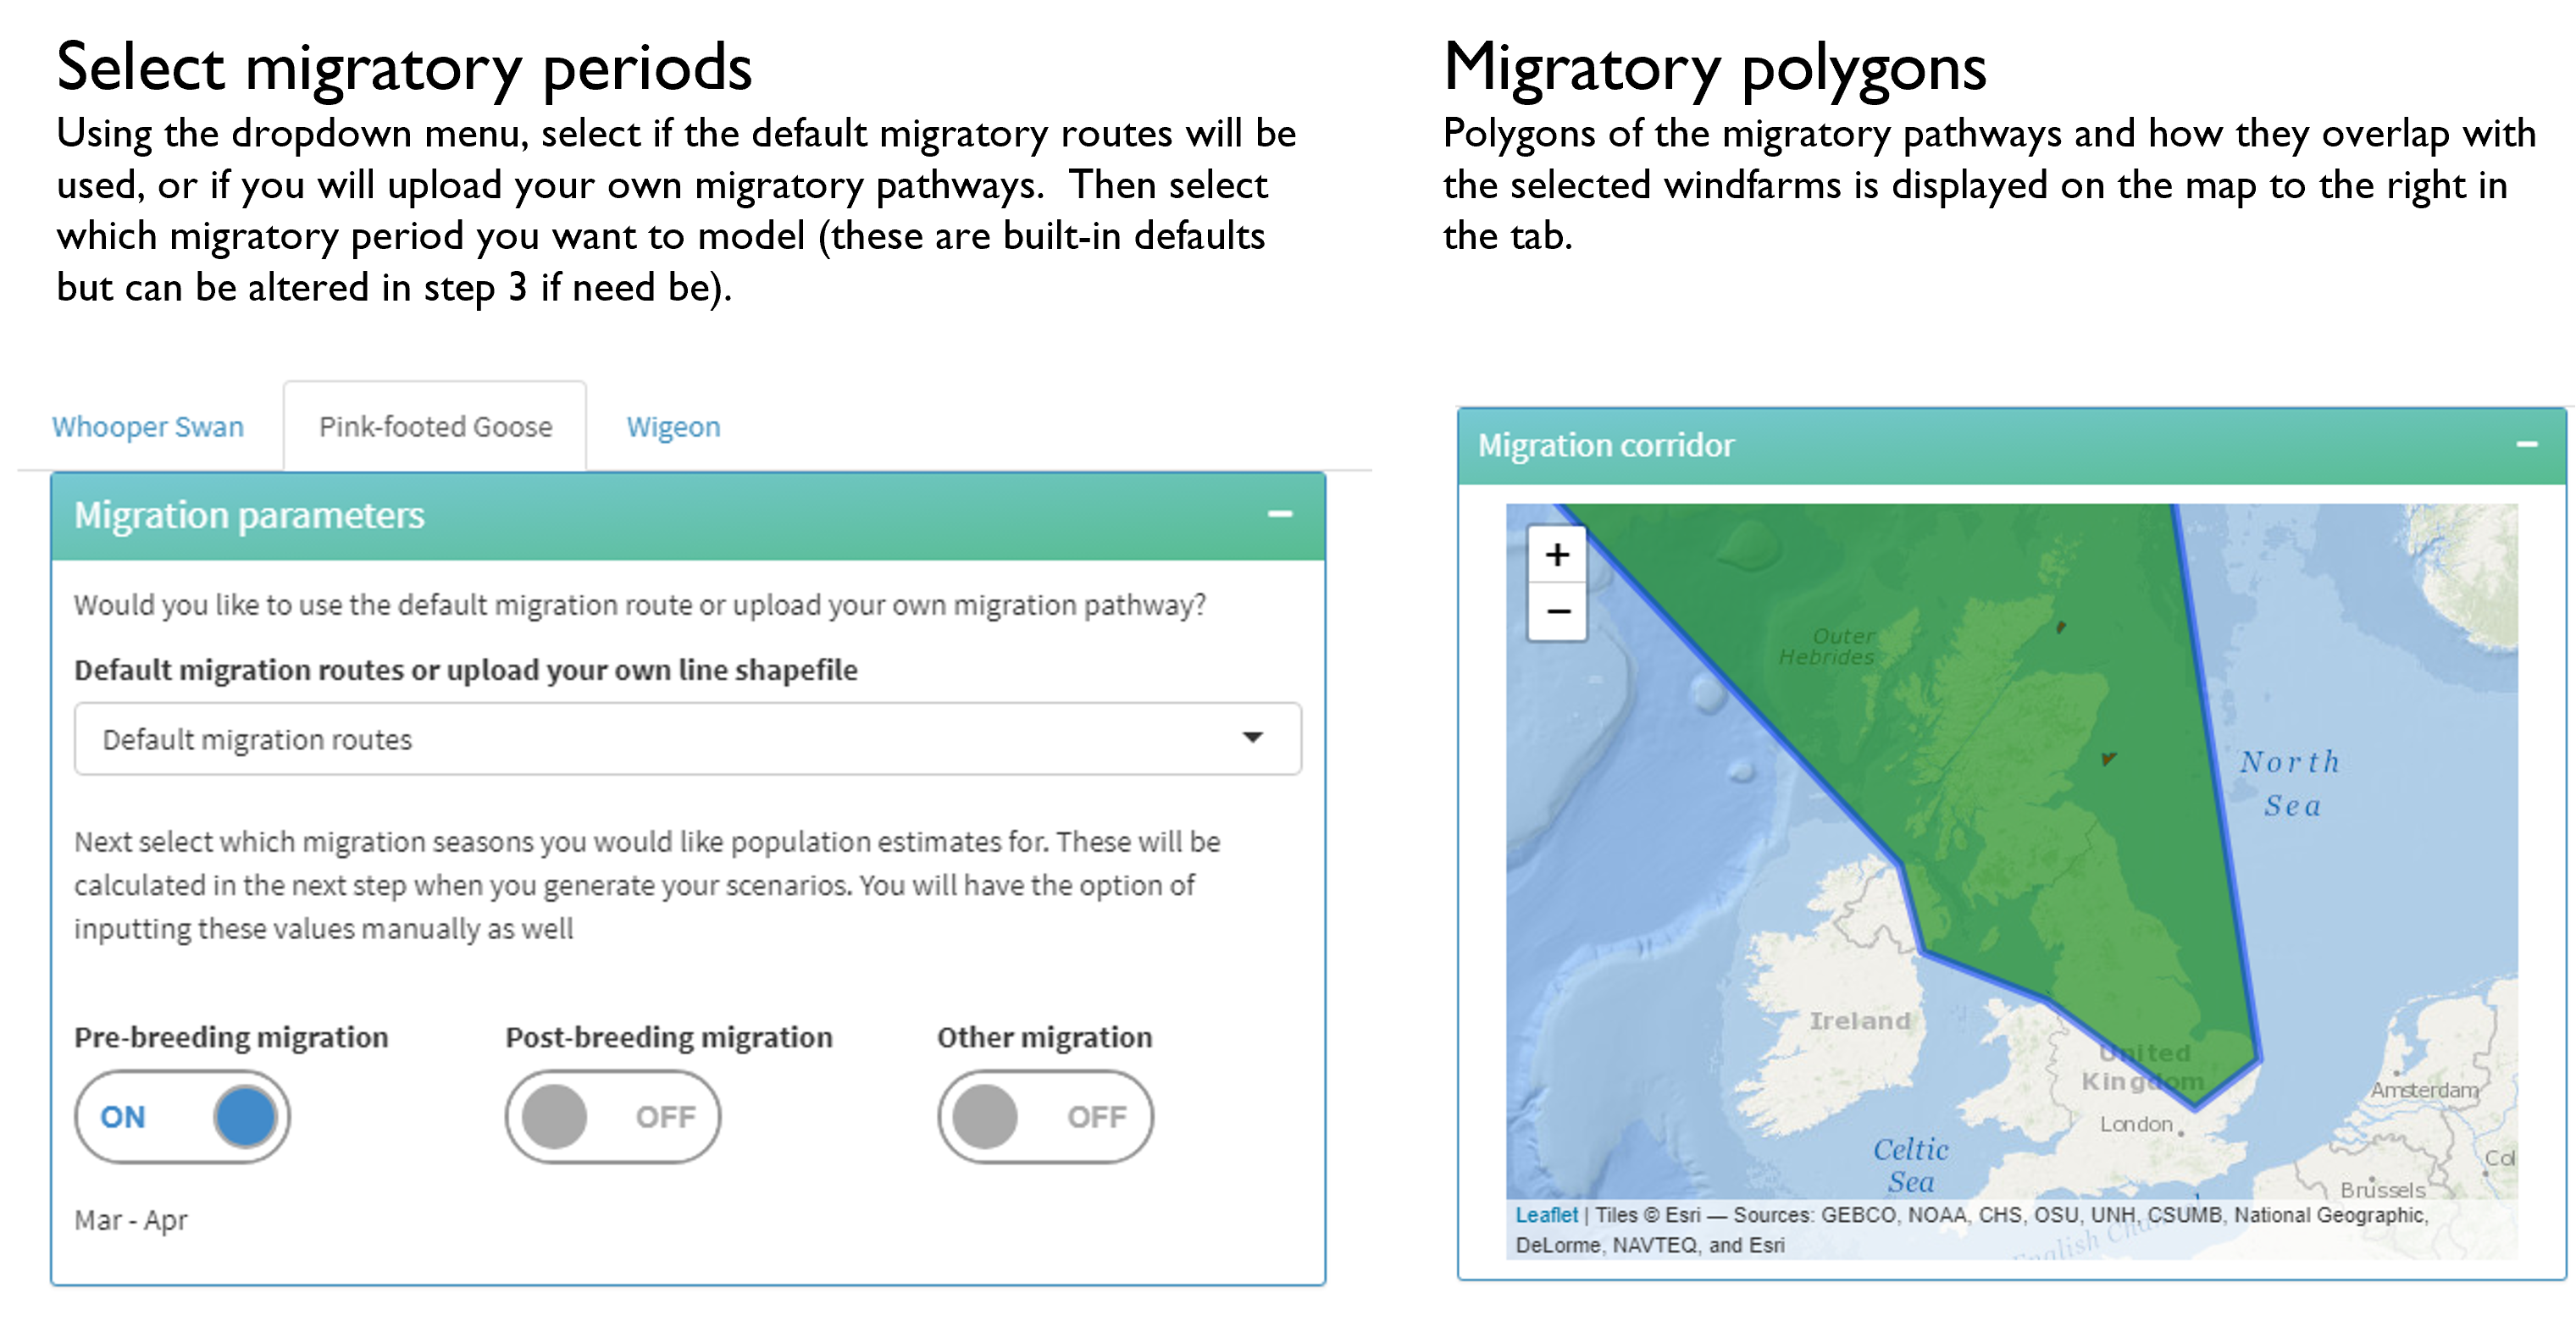 Select migratory periods
Using the dropdown menu, select if the default migratory routes will be
used, or if you will upload your own migratory pathways.  Then select
which migratory period you want to model (these are built-in defaults
but can be altered in step 3 if need be).
Whooper Swan
Pink-footed Goose
Wigeon
Migration parameters
Would you like to use the default migration route or upload your own migration pathway?
Default migration routes or upload your own line shapefile
Default migration routes
Next select which migration seasons you would like population estimates for. These will be
calculated in the next step when you generate your scenarios. You will have the option of
inputting these values manually as well
Pre-breeding migration
Post-breeding migration
Other migration
ON
OFF
OFF
Mar - Apr
Migratory polygons
Polygons of the migratory pathways and how they overlap with
the selected windfarms is displayed on the map to the right in
the tab.
Migration corridor
+
−
Outer
Hebrides
North
Sea
Ireland
United
Kingdom
Amsterdam
London
Celtic
Sea
Col
Brussels
Leaflet | Tiles © Esri — Sources: GEBCO, NOAA, CHS, OSU, UNH, CSUMB, National Geographic,
DeLorme, NAVTEQ, and Esri
English Chan